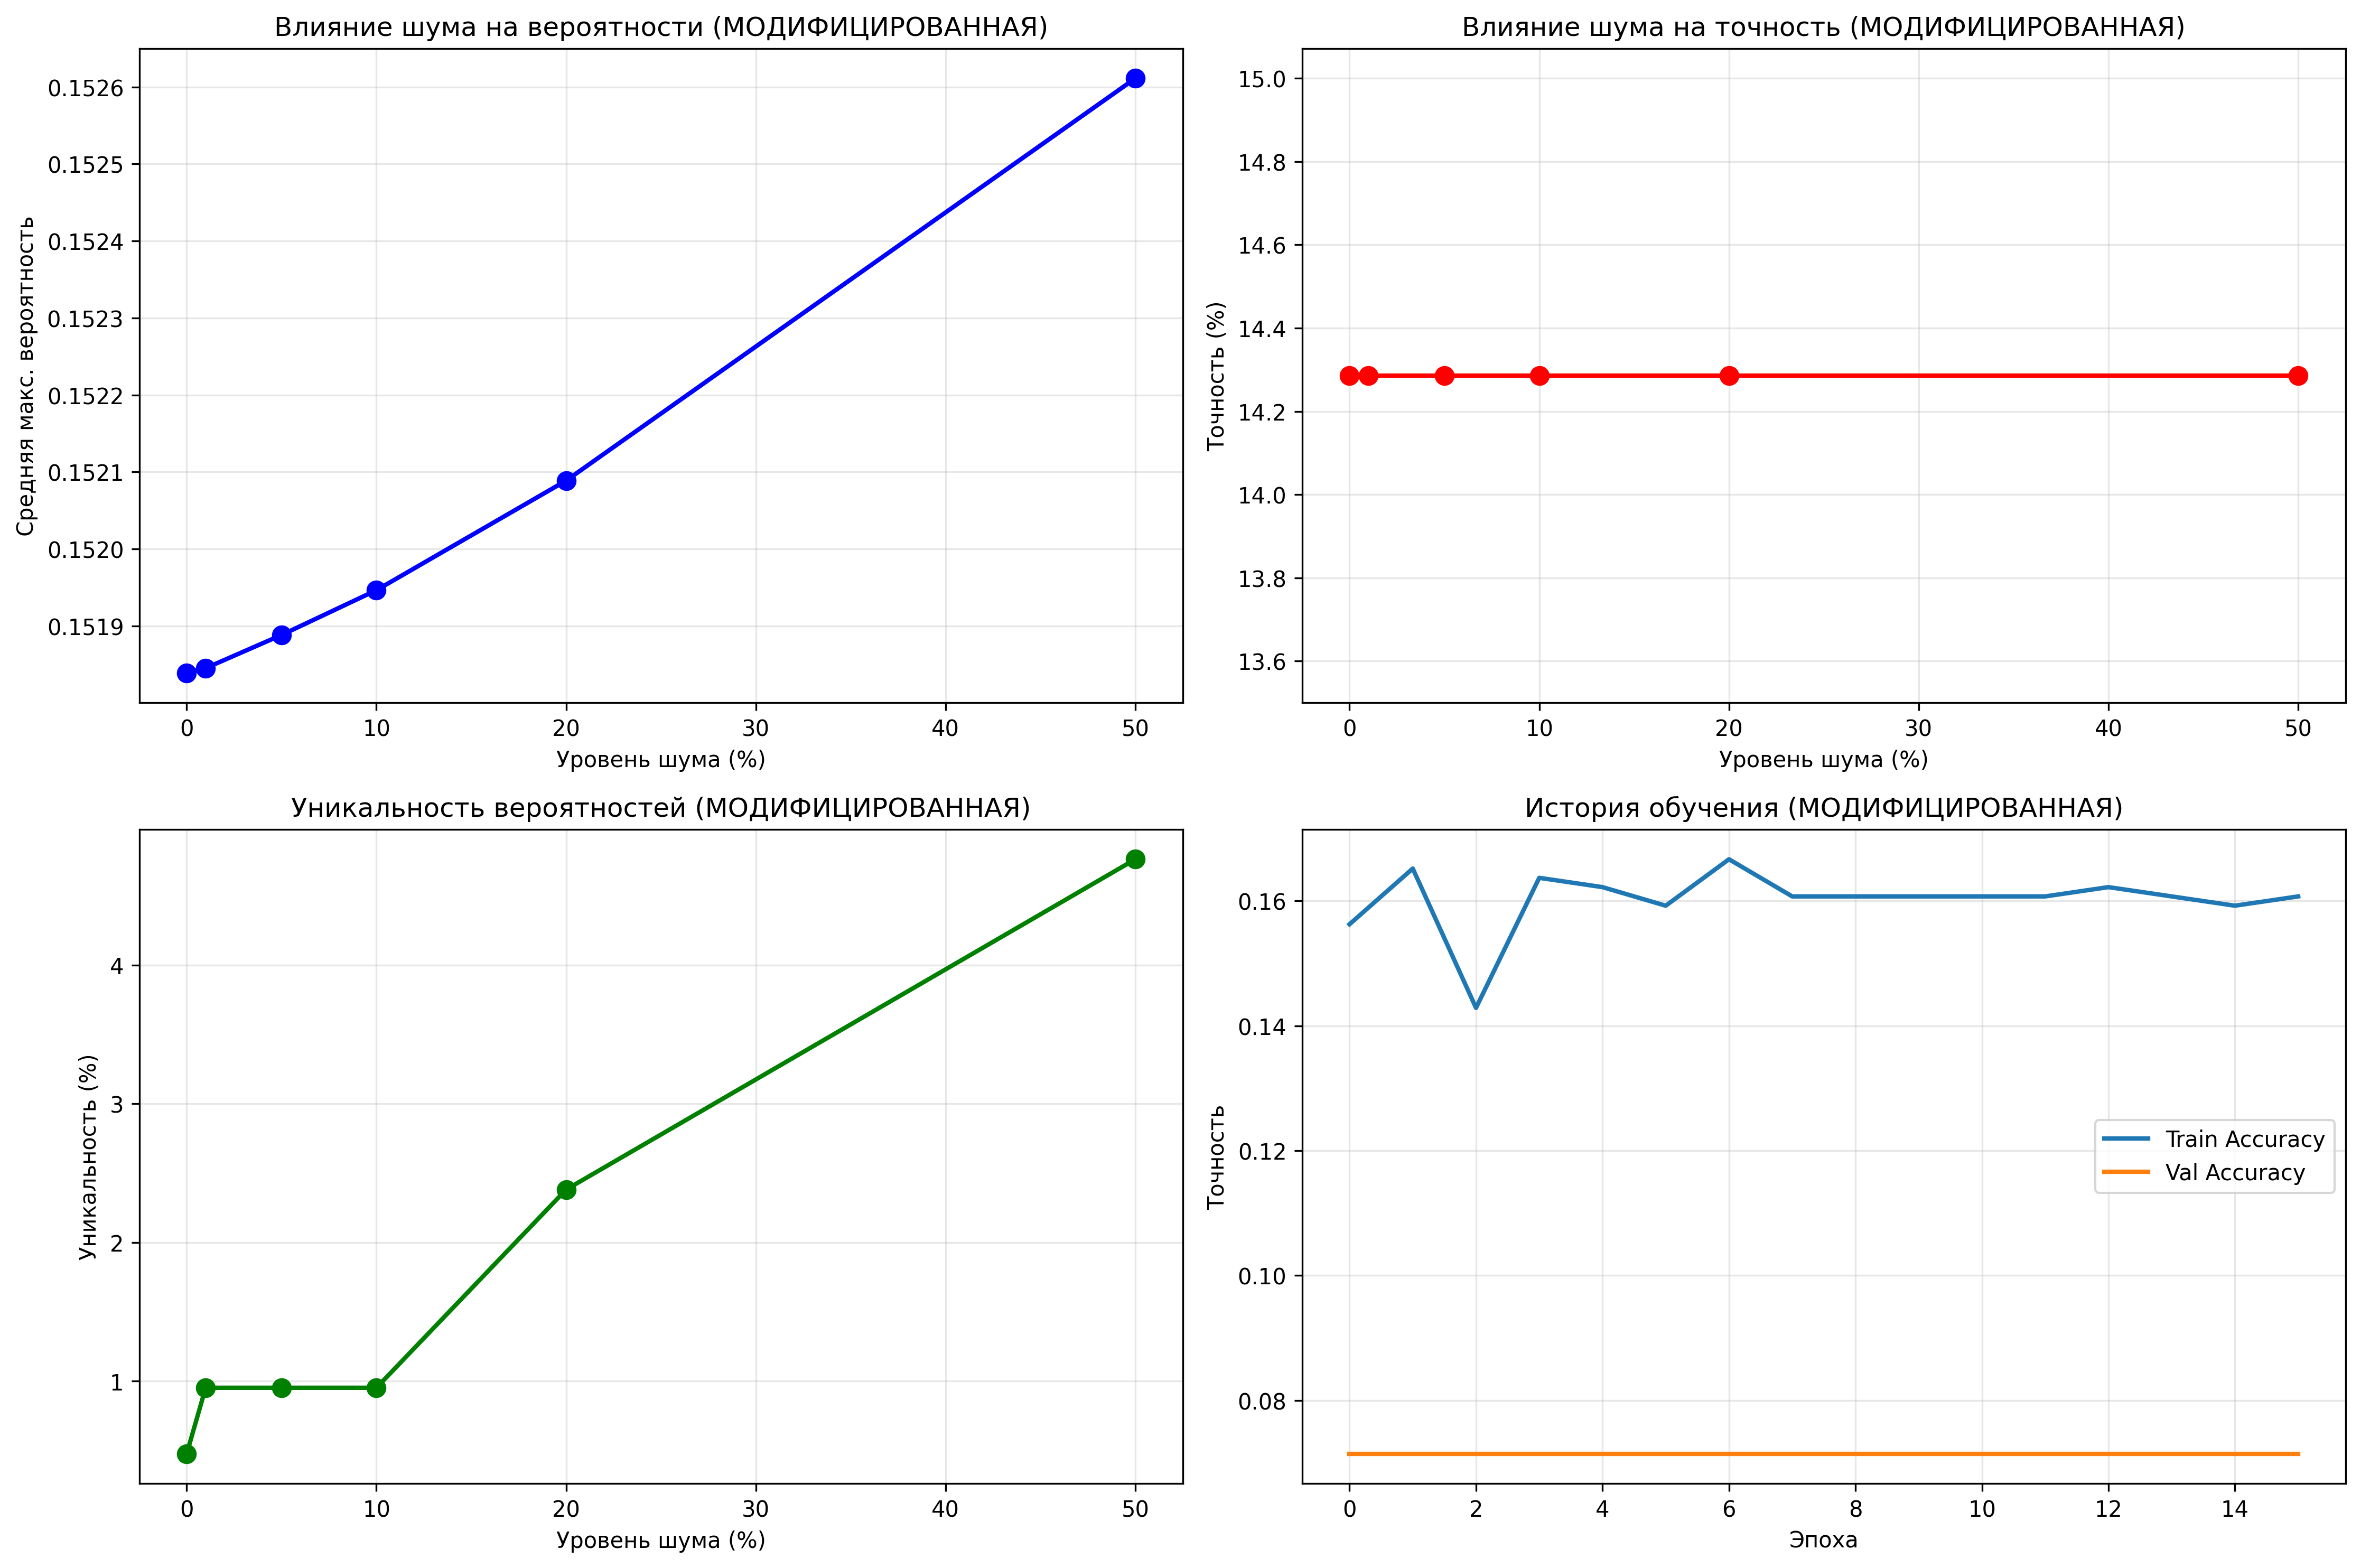 Влияние шума на вероятности (МОДИФИЦИРОВАННАЯ)
0.1526
0.1525
0.1524
0.1523
0.1522
0.1521
0.1520
0.1519
Средняя макс. вероятность
0 10 20 30 40 50
Уровень шума (%)
Влияние шума на точность (МОДИФИЦИРОВАННАЯ)
15.0
14.8
14.6
14.4
14.2
14.0
13.8
13.6
Точность (%)
0 10 20 30 40 50
Уровень шума (%)
Уникальность вероятностей (МОДИФИЦИРОВАННАЯ)
4
3
2
1
Уникальность (%)
0 10 20 30 40 50
Уровень шума (%)
История обучения (МОДИФИЦИРОВАННАЯ)
0.16
0.14
0.12
0.10
0.08
Точность
Train Accuracy
Val Accuracy
0 2 4 6 8 10 12 14
Эпоха